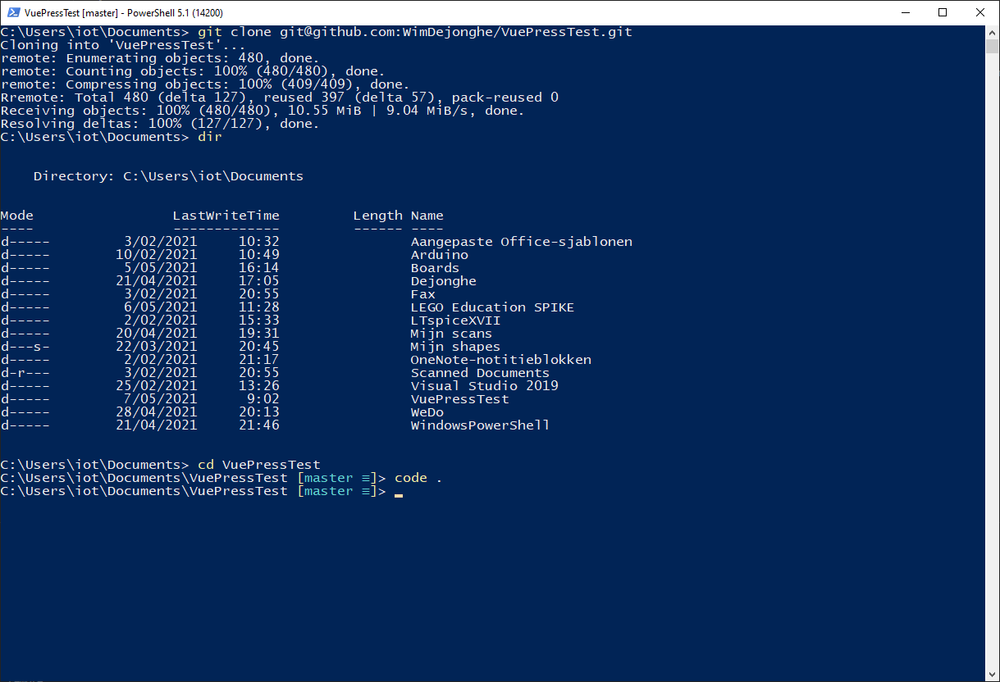 VuePressTest [master] - PowerShell 5.1 (14200)
C:\Users\iot\Documents> git clone git@github.com:WimDejonghe/VuePressTest.git
Cloning into 'VuePressTest'...
remote: Enumerating objects: 480, done.
remote: Counting objects: 100% (480/480), done.
remote: Compressing objects: 100% (409/409), done.
Rremote: Total 480 (delta 127), reused 397 (delta 57), pack-reused 0
Receiving objects: 100% (480/480), 10.55 MiB | 9.04 MiB/s, done.
Resolving deltas: 100% (127/127), done.
C:\Users\iot\Documents> dir
    Directory: C:\Users\iot\Documents
Mode                 LastWriteTime         Length Name
----                 -------------         ------ ----
d-----         3/02/2021     10:32                Aangepaste Office-sjablonen
d-----        10/02/2021     10:49                Arduino
d-----         5/05/2021     16:14                Boards
d-----        21/04/2021     17:05                Dejonghe
d-----         3/02/2021     20:55                Fax
d-----         6/05/2021     11:28                LEGO Education SPIKE
d-----         2/02/2021     15:33                LTspiceXVII
d-----        20/04/2021     19:31                Mijn scans
d---s-        22/03/2021     20:45                Mijn shapes
d-----         2/02/2021     21:17                OneNote-notitieblokken
d-r---         3/02/2021     20:55                Scanned Documents
d-----        25/02/2021     13:26                Visual Studio 2019
d-----         7/05/2021      9:02                VuePressTest
d-----        28/04/2021     20:13                WeDo
d-----        21/04/2021     21:46                WindowsPowerShell
C:\Users\iot\Documents> cd VuePressTest
C:\Users\iot\Documents\VuePressTest [master ≡]> code .
C:\Users\iot\Documents\VuePressTest [master ≡]>